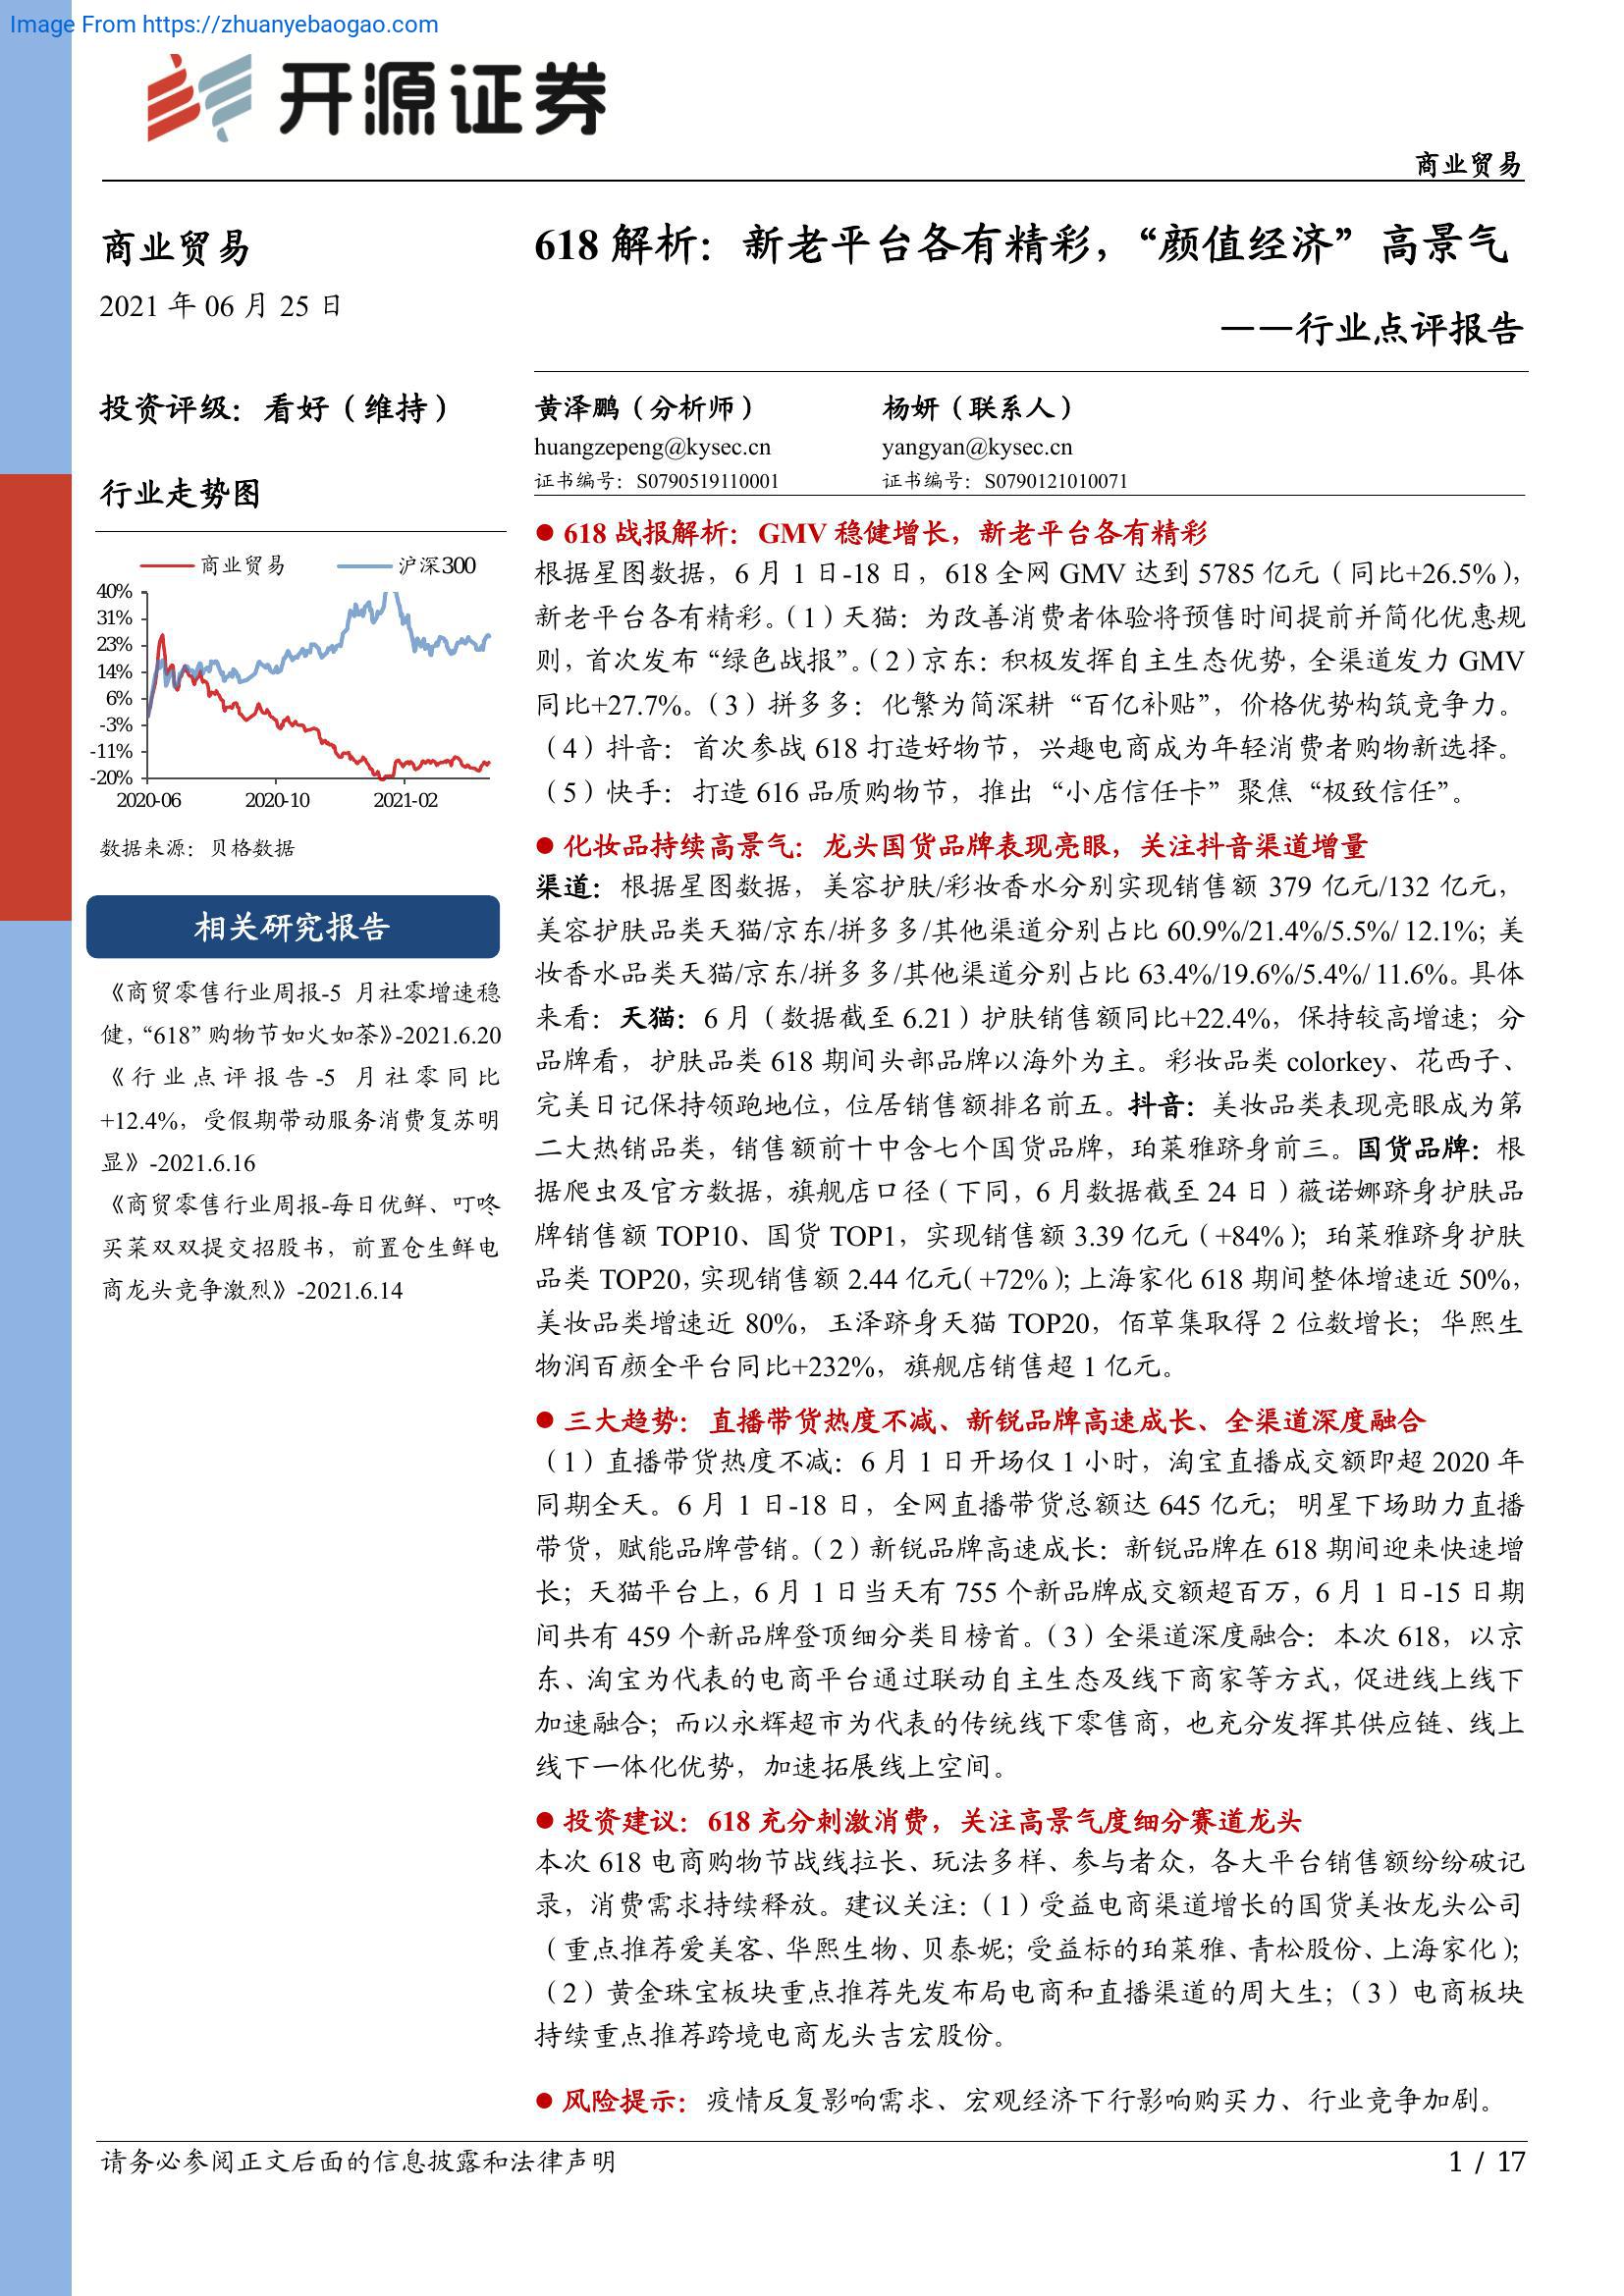 Image From https://zhuanyebaogao.com
开源证券
商业贸易
商业贸易
2021 年 06 月 25 日
投资评级：看好（维持）
行业走势图
商业贸易
沪深300
40%
31%
23%
14%
6%
-3%
-11%
-20%
2020-06
2020-10
2021-02
数据来源：贝格数据
相关研究报告
《商贸零售行业周报-5 月社零增速稳
健，“618”购物节如火如荼》-2021.6.20
《行业点评报告-5 月社零同比
+12.4%，受假期带动服务消费复苏明
显》-2021.6.16
《商贸零售行业周报-每日优鲜、叮咚
买菜双双提交招股书，前置仓生鲜电
商龙头竞争激烈》-2021.6.14
618 解析：新老平台各有精彩，“颜值经济”高景气
——行业点评报告
黄泽鹏（分析师）
杨妍（联系人）
huangzepeng@kysec.cn
yangyan@kysec.cn
证书编号：S0790519110001
证书编号：S0790121010071
● 618 战报解析：GMV 稳健增长，新老平台各有精彩
根据星图数据，6 月 1 日-18 日，618 全网 GMV 达到 5785 亿元（同比+26.5%），
新老平台各有精彩。（1）天猫：为改善消费者体验将预售时间提前并简化优惠规
则，首次发布“绿色战报”。（2）京东：积极发挥自主生态优势，全渠道发力 GMV
同比+27.7%。（3）拼多多：化繁为简深耕“百亿补贴”，价格优势构筑竞争力。
（4）抖音：首次参战 618 打造好物节，兴趣电商成为年轻消费者购物新选择。
（5）快手：打造 616 品质购物节，推出“小店信任卡”聚焦“极致信任”。
● 化妆品持续高景气：龙头国货品牌表现亮眼，关注抖音渠道增量
渠道：根据星图数据，美容护肤/彩妆香水分别实现销售额 379 亿元/132 亿元，
美容护肤品类天猫/京东/拼多多/其他渠道分别占比 60.9%/21.4%/5.5%/ 12.1%；美
妆香水品类天猫/京东/拼多多/其他渠道分别占比 63.4%/19.6%/5.4%/ 11.6%。具体
来看：天猫：6 月（数据截至 6.21）护肤销售额同比+22.4%，保持较高增速；分
品牌看，护肤品类 618 期间头部品牌以海外为主。彩妆品类 colorkey、花西子、
完美日记保持领跑地位，位居销售额排名前五。抖音：美妆品类表现亮眼成为第
二大热销品类，销售额前十中含七个国货品牌，珀莱雅跻身前三。国货品牌：根
据爬虫及官方数据，旗舰店口径（下同，6 月数据截至 24 日）薇诺娜跻身护肤品
牌销售额 TOP10、国货 TOP1，实现销售额 3.39 亿元（+84%）；珀莱雅跻身护肤
品类 TOP20，实现销售额 2.44 亿元（+72%）；上海家化 618 期间整体增速近 50%，
美妆品类增速近 80%，玉泽跻身天猫 TOP20，佰草集取得 2 位数增长；华熙生
物润百颜全平台同比+232%，旗舰店销售超 1 亿元。
● 三大趋势：直播带货热度不减、新锐品牌高速成长、全渠道深度融合
（1）直播带货热度不减：6 月 1 日开场仅 1 小时，淘宝直播成交额即超 2020 年
同期全天。6 月 1 日-18 日，全网直播带货总额达 645 亿元；明星下场助力直播
带货，赋能品牌营销。（2）新锐品牌高速成长：新锐品牌在 618 期间迎来快速增
长；天猫平台上，6 月 1 日当天有 755 个新品牌成交额超百万，6 月 1 日-15 日期
间共有 459 个新品牌登顶细分类目榜首。（3）全渠道深度融合：本次 618，以京
东、淘宝为代表的电商平台通过联动自主生态及线下商家等方式，促进线上线下
加速融合；而以永辉超市为代表的传统线下零售商，也充分发挥其供应链、线上
线下一体化优势，加速拓展线上空间。
● 投资建议：618 充分刺激消费，关注高景气度细分赛道龙头
本次 618 电商购物节战线拉长、玩法多样、参与者众，各大平台销售额纷纷破记
录，消费需求持续释放。建议关注：（1）受益电商渠道增长的国货美妆龙头公司
（重点推荐爱美客、华熙生物、贝泰妮；受益标的珀莱雅、青松股份、上海家化）；
（2）黄金珠宝板块重点推荐先发布局电商和直播渠道的周大生；（3）电商板块
持续重点推荐跨境电商龙头吉宏股份。
● 风险提示：疫情反复影响需求、宏观经济下行影响购买力、行业竞争加剧。
请务必参阅正文后面的信息披露和法律声明
1 / 17